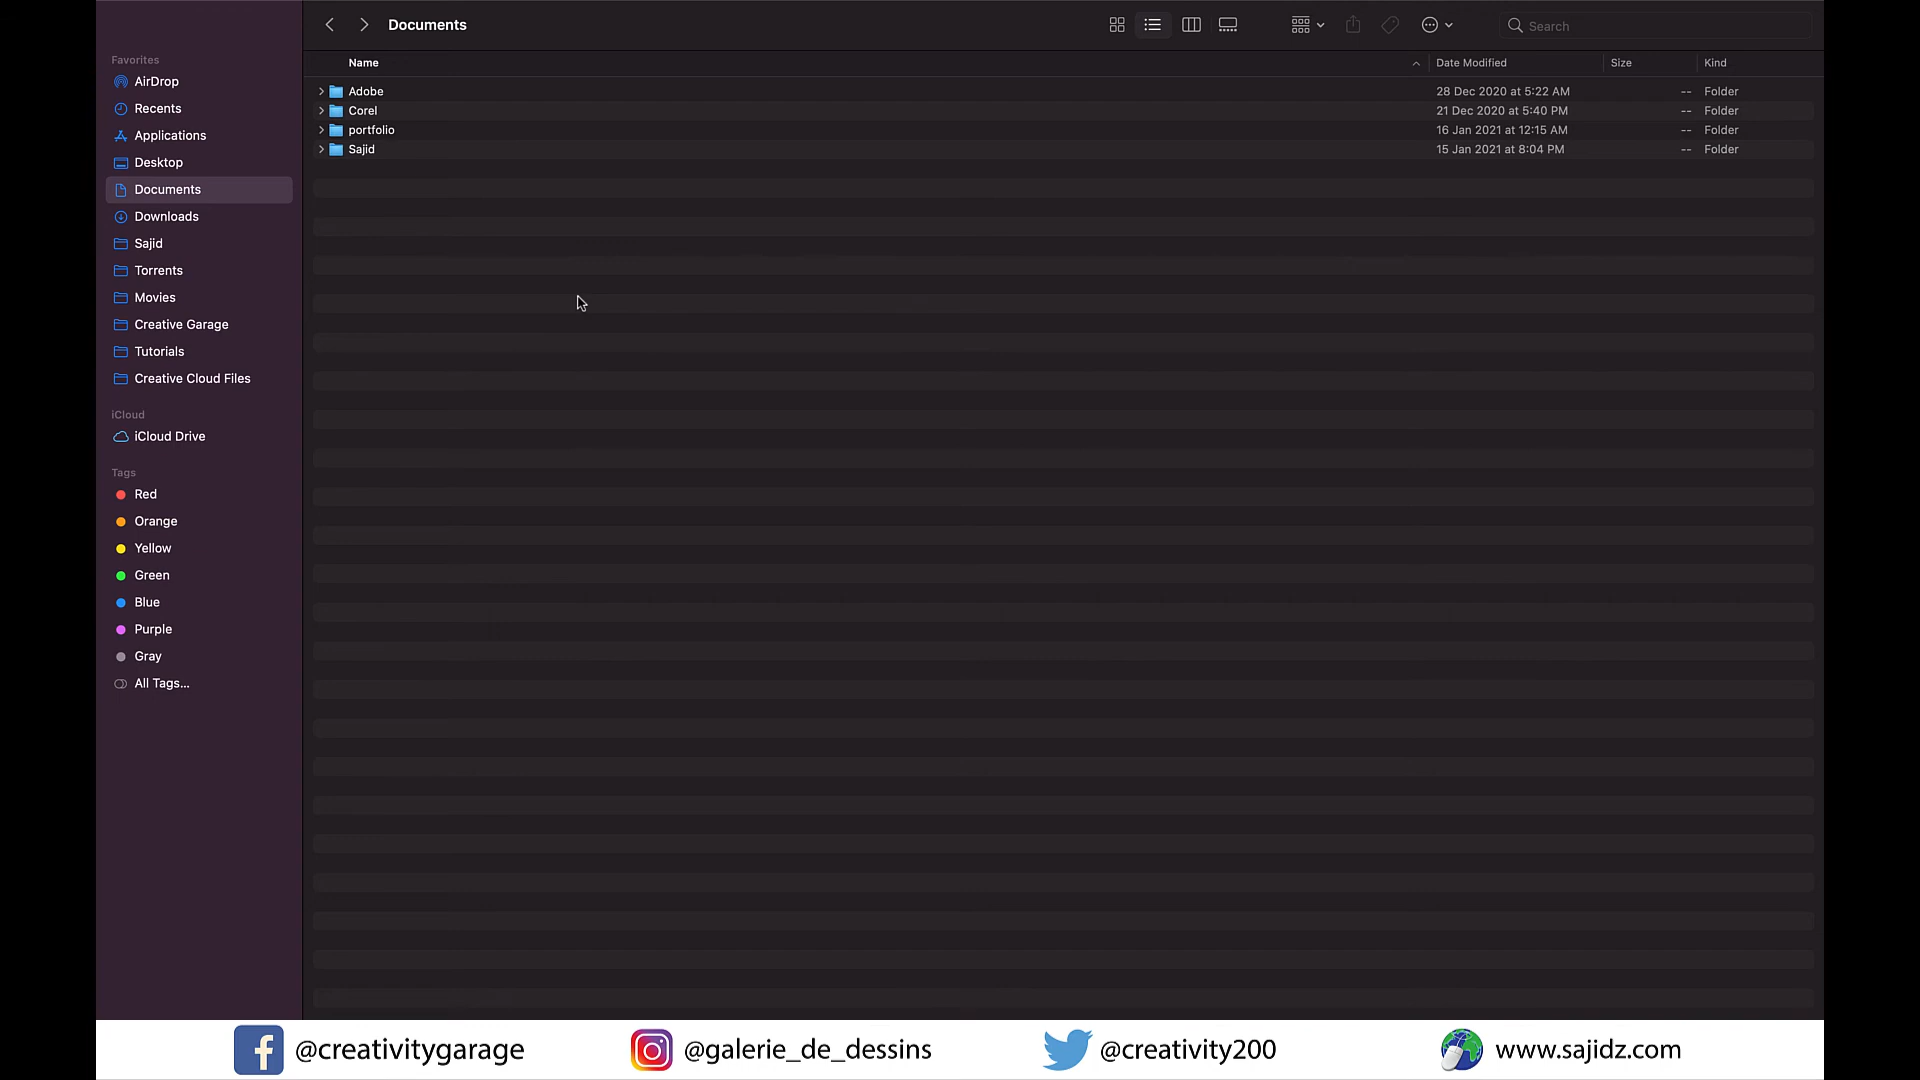 Documents
Search
Favorites
AirDrop
Recents
Applications
Desktop
Documents
Downloads
Sajid
Torrents
Movies
Creative Garage
Tutorials
Creative Cloud Files
iCloud
iCloud Drive
Tags
Red
Orange
Yellow
Green
Blue
Purple
Gray
All Tags...
Name Date Modified Size Kind
Adobe 28 Dec 2020 at 5:22 AM -- Folder
Corel 21 Dec 2020 at 5:40 PM -- Folder
portfolio 16 Jan 2021 at 12:15 AM -- Folder
Sajid 15 Jan 2021 at 8:04 PM -- Folder
@creativitygarage @galerie_de_dessins @creativity200 www.sajidz.com